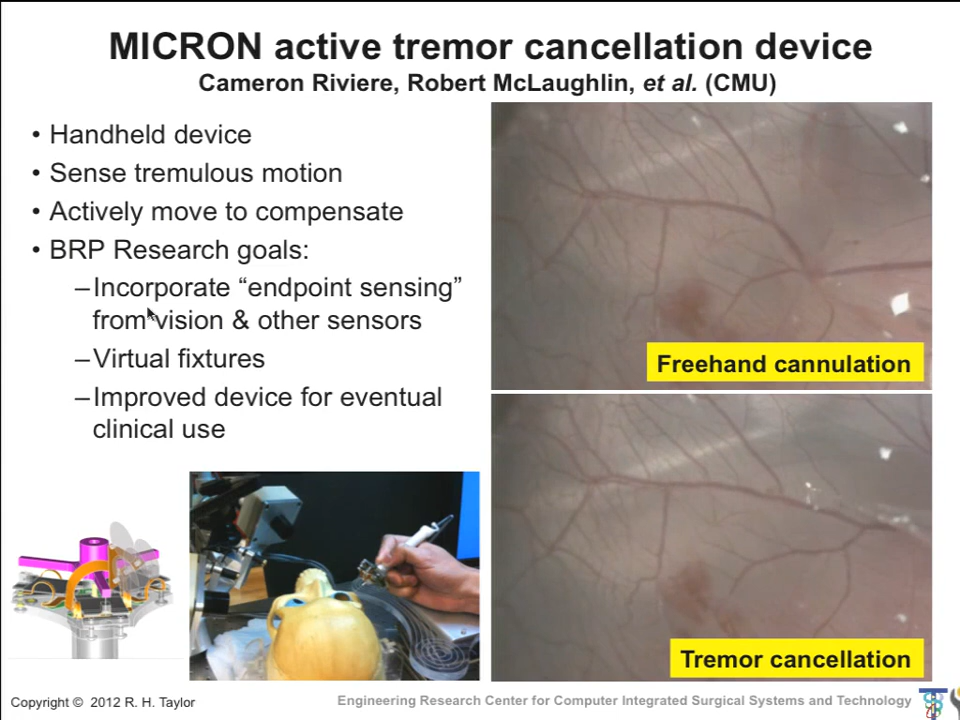 MICRON active tremor cancellation device
Cameron Riviere, Robert McLaughlin, et al. (CMU)
• Handheld device
• Sense tremulous motion
• Actively move to compensate
• BRP Research goals:
–Incorporate “endpoint sensing”
from vision & other sensors
–Virtual fixtures
–Improved device for eventual
clinical use
Freehand cannulation
Tremor cancellation
Copyright © 2012 R. H. Taylor
Engineering Research Center for Computer Integrated Surgical Systems and Technology